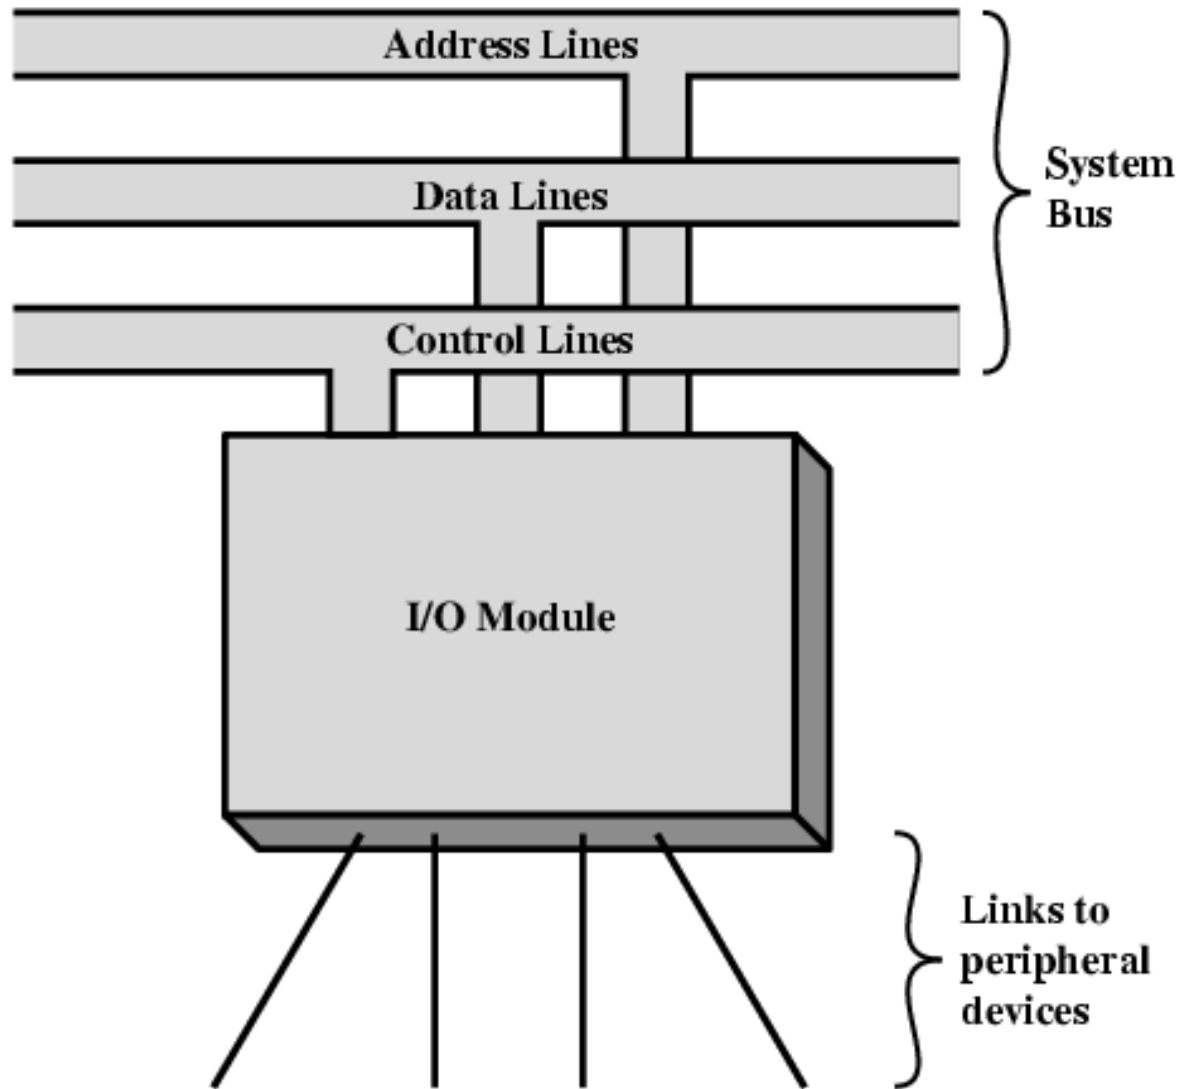 Address Lines
Data Lines
Control Lines
System
Bus
I/O Module
Links to
peripheral
devices